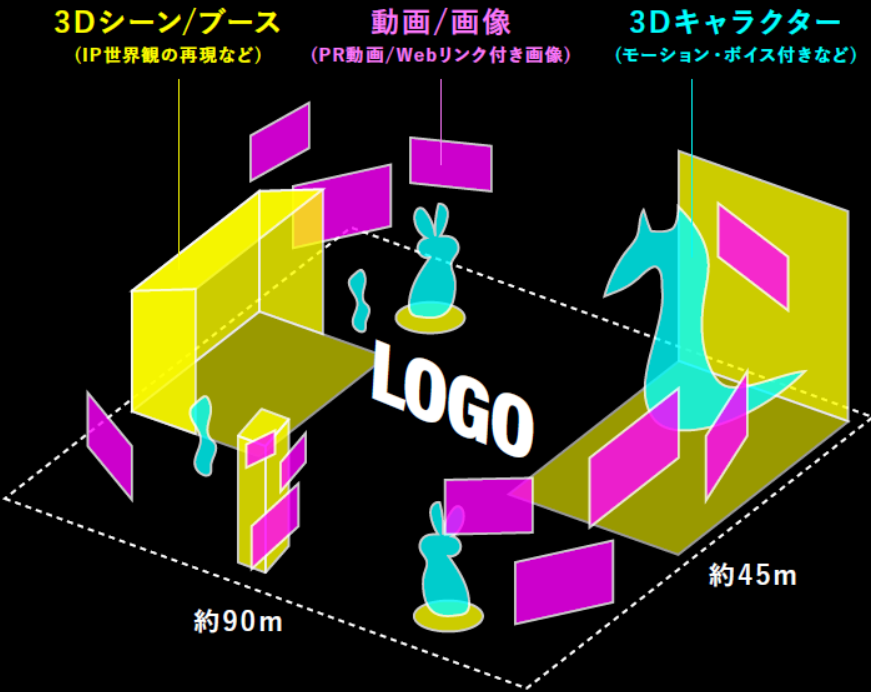 3Dシーン/ブース
(IP世界観の再現など)
動画/画像
(PR動画/Webリンク付き画像)
3Dキャラクター
(モーション・ボイス付きなど)
LOGO
約45m
約90m